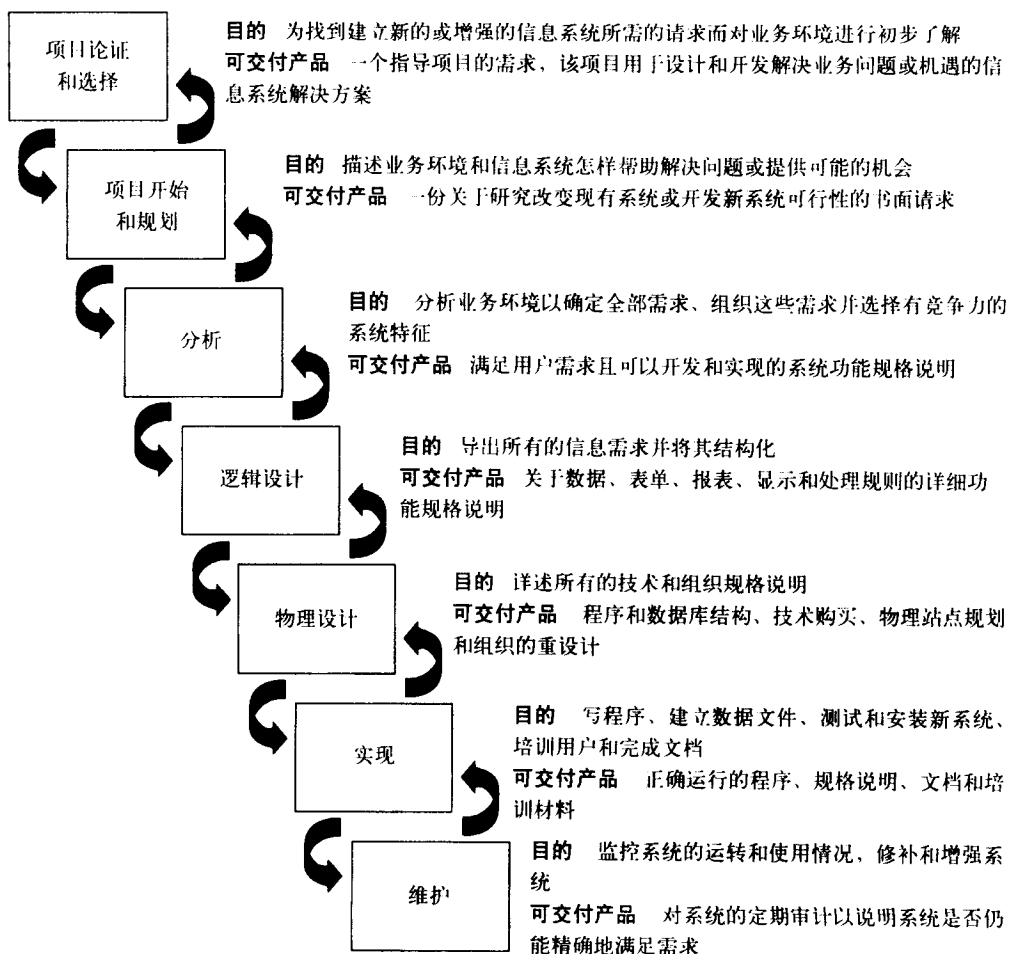 项目论证
和选择
目的 为找到建立新的或增强的信息系统所需的请求而对业务环境进行初步了解
可交付产品 一个指导项目的需求，该项目用于设计和开发解决业务问题或机遇的信
息系统解决方案
项目开始
和规划
目的 描述业务环境和信息系统怎样帮助解决问题或提供可能的机会
可交付产品 一份关于研究改变现有系统或开发新系统可行性的书面请求
分析
目的 分析业务环境以确定全部需求、组织这些需求并选择有竞争力的
系统特征
可交付产品 满足用户需求且可以开发和实现的系统功能规格说明
逻辑设计
目的 导出所有的信息需求并将其结构化
可交付产品 关于数据、表单、报表、显示和处理规则的详细功
能规格说明
物理设计
目的 详述所有的技术和组织规格说明
可交付产品 程序和数据库结构、技术购买、物理站点规划
和组织的重设计
实现
目的 写程序、建立数据文件、测试和安装新系统、
培训用户和完成文档
可交付产品 正确运行的程序、规格说明、文档和培
训材料
维护
目的 监控系统的运转和使用情况，修补和增强系
统
可交付产品 对系统的定期审计以说明系统是否仍
能精确地满足需求